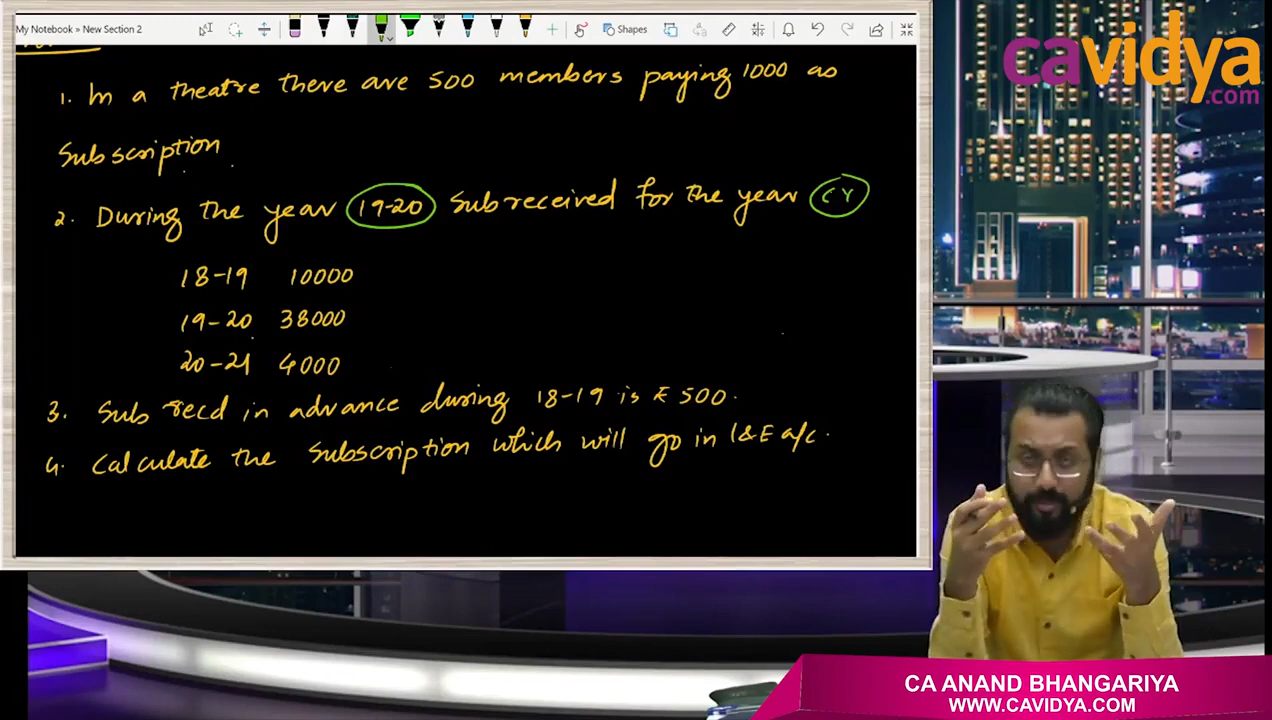 My Notebook » New Section 2
Shapes
cavidya
.com
1. In a theatre there are 500 members paying 1000 as
Subscription
2. During the year 19-20 Sub received for the year CY
18-19 10000
19-20 38000
20-21 4000
3. Sub recd in advance during 18-19 is ₹ 500.
4. Calculate the Subscription which will go in I&E a/c.
CA ANAND BHANGARIYA
WWW.CAVIDYA.COM